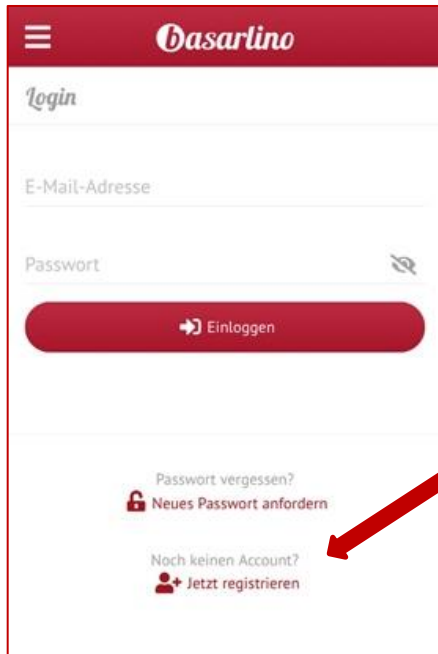 basarlino
Login
E-Mail-Adresse
Passwort
Einloggen
Passwort vergessen?
Neues Passwort anfordern
Noch keinen Account?
Jetzt registrieren